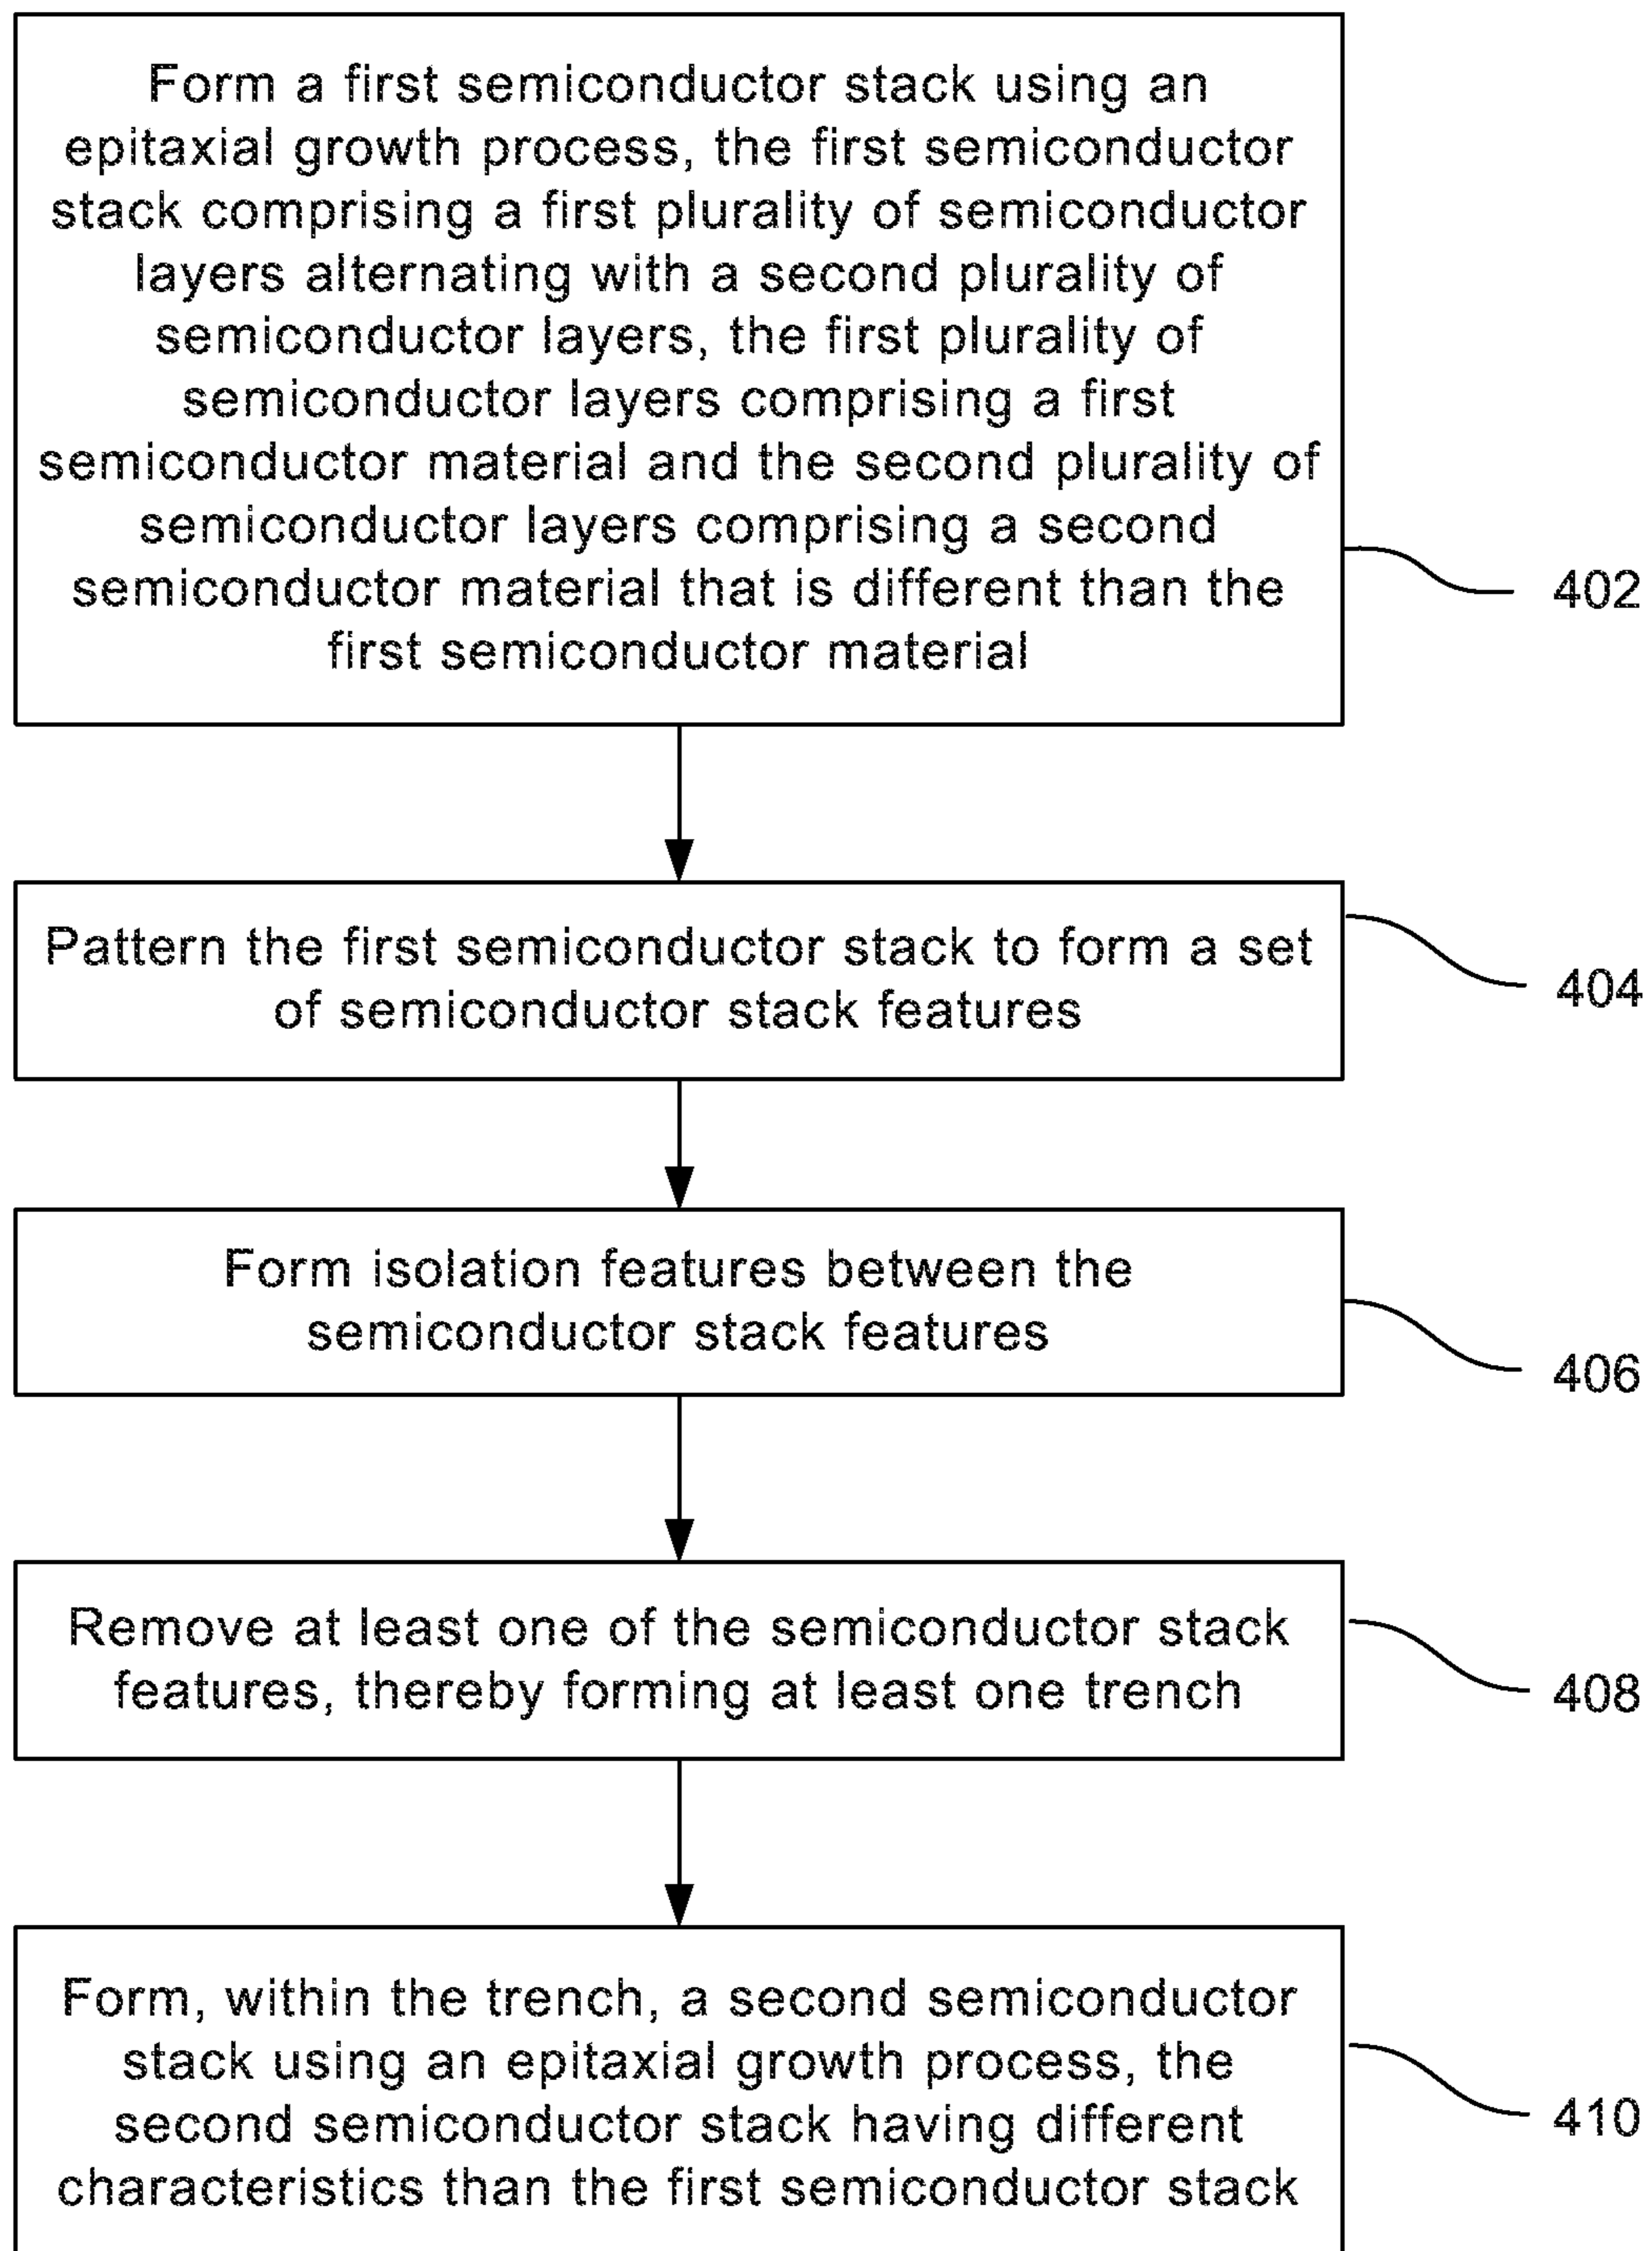 Form a first semiconductor stack using an
epitaxial growth process, the first semiconductor
stack comprising a first plurality of semiconductor
layers alternating with a second plurality of
semiconductor layers, the first plurality of
semiconductor layers comprising a first
semiconductor material and the second plurality of
semiconductor layers comprising a second
semiconductor material that is different than the
first semiconductor material
402
Pattern the first semiconductor stack to form a set
of semiconductor stack features
404
Form isolation features between the
semiconductor stack features
406
Remove at least one of the semiconductor stack
features, thereby forming at least one trench
408
Form, within the trench, a second semiconductor
stack using an epitaxial growth process, the
second semiconductor stack having different
characteristics than the first semiconductor stack
410